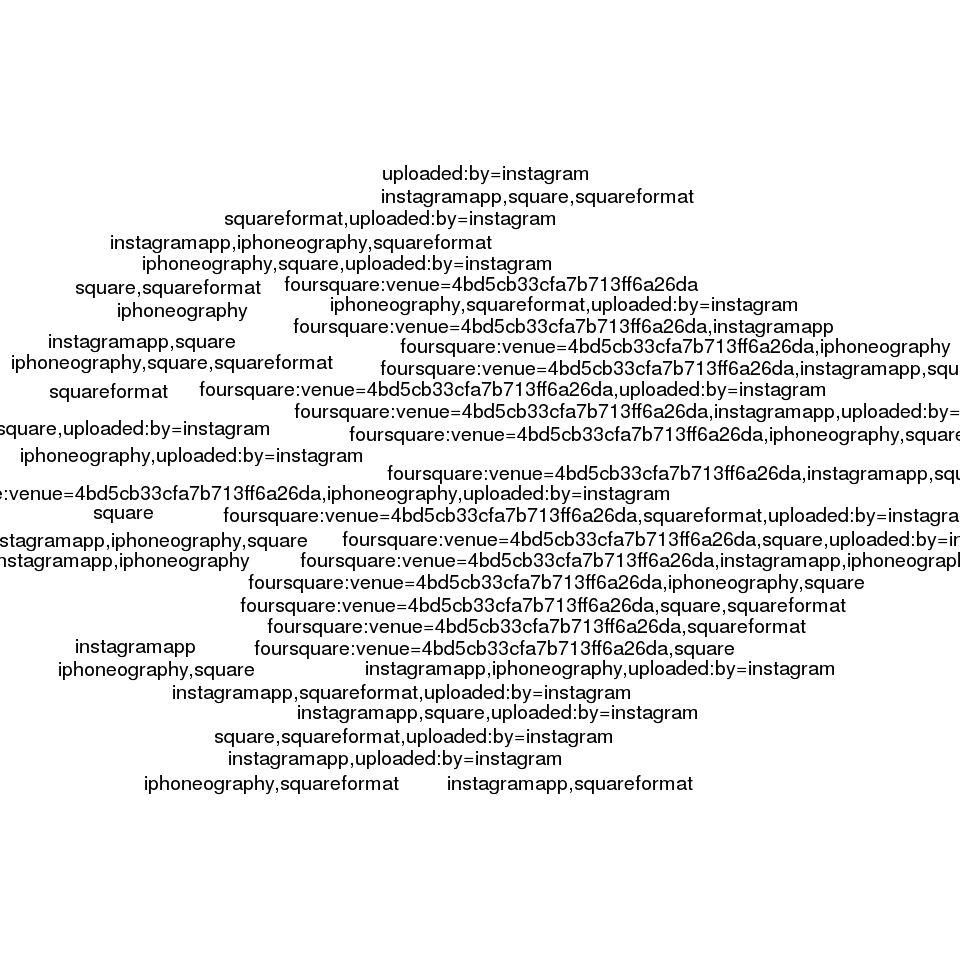 uploaded:by=instagram
instagramapp,square,squareformat
squareformat,uploaded:by=instagram
instagramapp,iphoneography,squareformat
iphoneography,square,uploaded:by=instagram
square,squareformat
foursquare:venue=4bd5cb33cfa7b713ff6a26da
iphoneography,squareformat,uploaded:by=instagram
iphoneography
foursquare:venue=4bd5cb33cfa7b713ff6a26da,instagramapp
instagramapp,square
foursquare:venue=4bd5cb33cfa7b713ff6a26da,iphoneography
iphoneography,square,squareformat
foursquare:venue=4bd5cb33cfa7b713ff6a26da,instagramapp,squ
squareformat
foursquare:venue=4bd5cb33cfa7b713ff6a26da,uploaded:by=instagram
foursquare:venue=4bd5cb33cfa7b713ff6a26da,instagramapp,uploaded:by=
square,uploaded:by=instagram
foursquare:venue=4bd5cb33cfa7b713ff6a26da,iphoneography,square
iphoneography,uploaded:by=instagram
foursquare:venue=4bd5cb33cfa7b713ff6a26da,instagramapp,squ
e:venue=4bd5cb33cfa7b713ff6a26da,iphoneography,uploaded:by=instagram
square
foursquare:venue=4bd5cb33cfa7b713ff6a26da,squareformat,uploaded:by=instagra
stagramapp,iphoneography,square
foursquare:venue=4bd5cb33cfa7b713ff6a26da,square,uploaded:by=in
nstagramapp,iphoneography
foursquare:venue=4bd5cb33cfa7b713ff6a26da,instagramapp,iphoneograph
foursquare:venue=4bd5cb33cfa7b713ff6a26da,iphoneography,square
foursquare:venue=4bd5cb33cfa7b713ff6a26da,square,squareformat
foursquare:venue=4bd5cb33cfa7b713ff6a26da,squareformat
instagramapp
foursquare:venue=4bd5cb33cfa7b713ff6a26da,square
iphoneography,square
instagramapp,iphoneography,uploaded:by=instagram
instagramapp,squareformat,uploaded:by=instagram
instagramapp,square,uploaded:by=instagram
square,squareformat,uploaded:by=instagram
instagramapp,uploaded:by=instagram
iphoneography,squareformat
instagramapp,squareformat